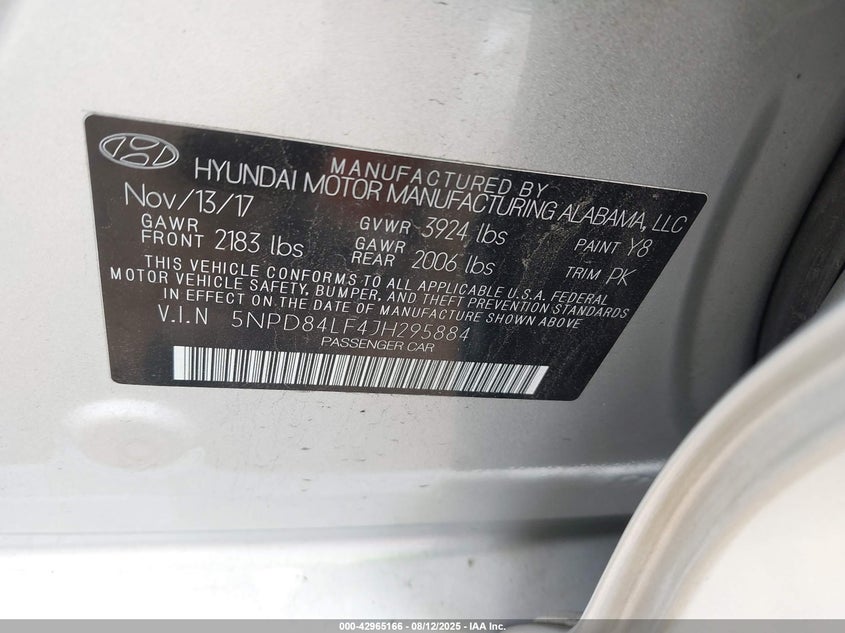 MANUFACTURED BY
HYUNDAI MOTOR MANUFACTURING ALABAMA, LLC
Nov/13/17
GAWR FRONT 2183 lbs
GVWR 3924 lbs
GAWR REAR 2006 lbs
PAINT Y8
TRIM PK
THIS VEHICLE CONFORMS TO ALL APPLICABLE U.S.A. FEDERAL
MOTOR VEHICLE SAFETY, BUMPER, AND THEFT PREVENTION STANDARDS
IN EFFECT ON THE DATE OF MANUFACTURE SHOWN ABOVE
V.I.N 5NPD84LF4JH295884
PASSENGER CAR
000-42965166 - 08/12/2025 - IAA Inc.